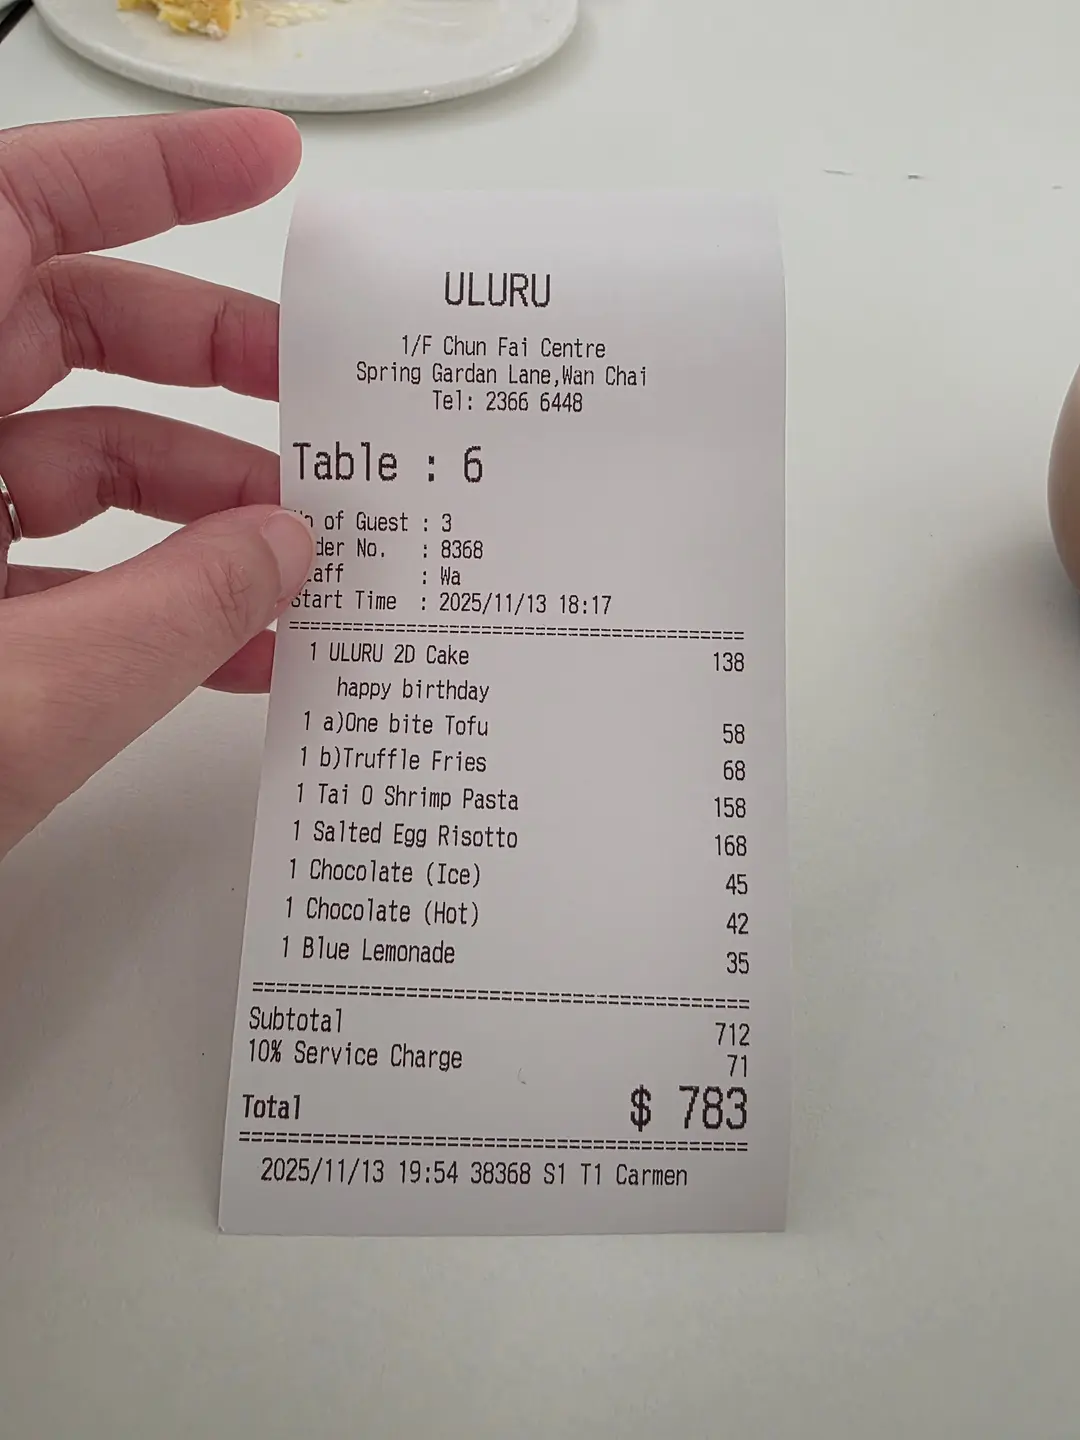 ULURU
1/F Chun Fai Centre
Spring Gardan Lane,Wan Chai
Tel: 2366 6448
Table : 6
of Guest : 3
No. : 8368
: Wa
Start Time : 2025/11/13 18:17
1 ULURU 2D Cake 138
happy birthday
1 a)One bite Tofu 58
1 b)Truffle Fries 68
1 Tai O Shrimp Pasta 158
1 Salted Egg Risotto 168
1 Chocolate (Ice) 45
1 Chocolate (Hot) 42
1 Blue Lemonade 35
Subtotal 712
10% Service Charge 71
Total $ 783
2025/11/13 19:54 38368 S1 T1 Carmen